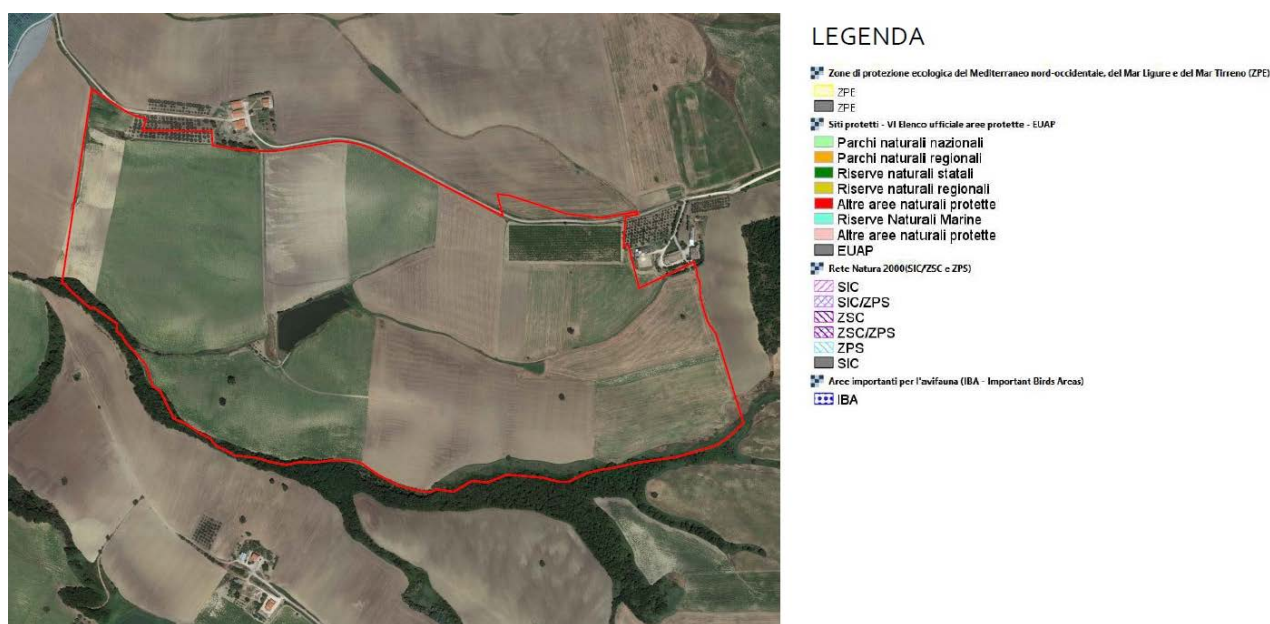 LEGENDA
Zone di protezione ecologica del Mediterraneo nord-occidentale, del Mar Ligure e del Mar Tirreno (ZPE)
ZPE
ZPE
Siti protetti - VI Elenco ufficiale aree protette - EUAP
Parchi naturali nazionali
Parchi naturali regionali
Riserve naturali statali
Riserve naturali regionali
Altre aree naturali protette
Riserve Naturali Marine
Altre aree naturali protette
EUAP
Rete Natura 2000(SIC/ZSC e ZPS)
SIC
SIC/ZPS
ZSC
ZSC/ZPS
ZPS
SIC
Aree importanti per l'avifauna (IBA - Important Birds Areas)
IBA